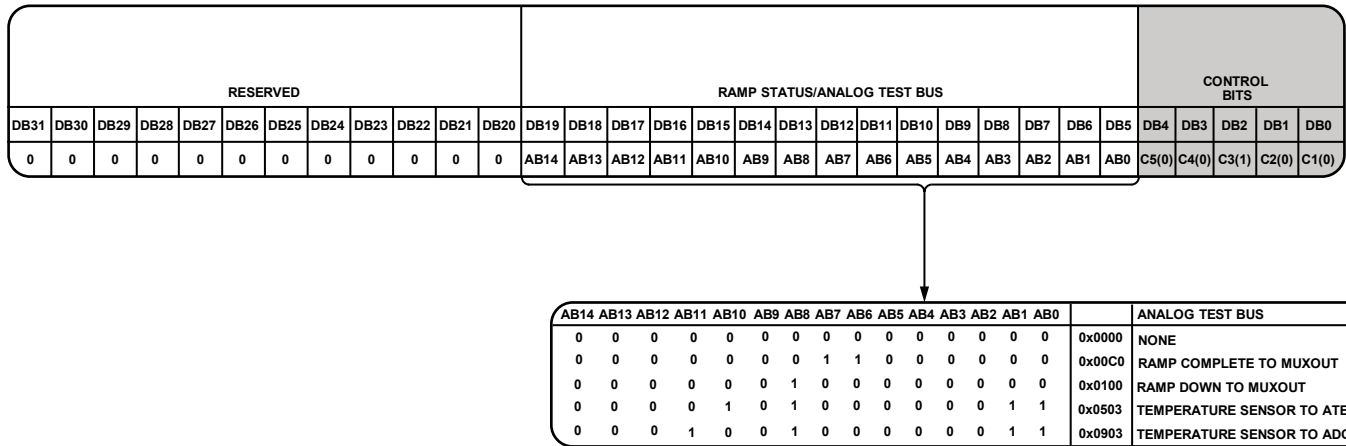 RESERVED
RAMP STATUS/ANALOG TEST BUS
CONTROL
BITS
DB31 DB30 DB29 DB28 DB27 DB26 DB25 DB24 DB23 DB22 DB21 DB20 DB19 DB18 DB17 DB16 DB15 DB14 DB13 DB12 DB11 DB10 DB9 DB8 DB7 DB6 DB5 DB4 DB3 DB2 DB1 DB0
0 0 0 0 0 0 0 0 0 0 0 0 AB14 AB13 AB12 AB11 AB10 AB9 AB8 AB7 AB6 AB5 AB4 AB3 AB2 AB1 AB0 C5(0) C4(0) C3(1) C2(0) C1(0)
AB14 AB13 AB12 AB11 AB10 AB9 AB8 AB7 AB6 AB5 AB4 AB3 AB2 AB1 AB0 ANALOG TEST BUS
0 0 0 0 0 0 0 0 0 0 0 0 0 0 0 0x0000 NONE
0 0 0 0 0 0 0 1 1 0 0 0 0 0 0 0x00C0 RAMP COMPLETE TO MUXOUT
0 0 0 0 0 0 1 0 0 0 0 0 0 0 0 0x0100 RAMP DOWN TO MUXOUT
0 0 0 0 1 0 1 0 0 0 0 0 0 1 1 0x0503 TEMPERATURE SENSOR TO ATE
0 0 0 1 0 0 1 0 0 0 0 0 0 1 1 0x0903 TEMPERATURE SENSOR TO ADC